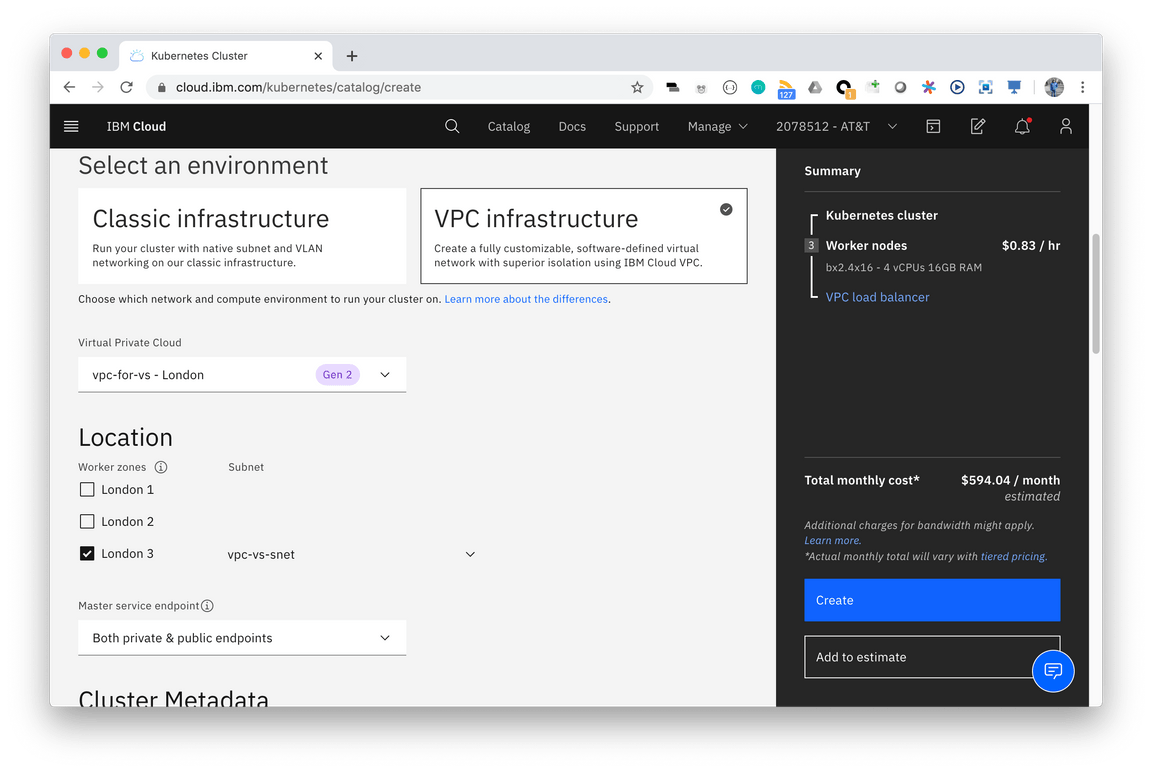 Kubernetes Cluster
cloud.ibm.com/kubernetes/catalog/create
127
1
IBM Cloud
Catalog
Docs
Support
Manage
2078512 - AT&T
Select an environment
Classic infrastructure
Run your cluster with native subnet and VLAN
networking on our classic infrastructure.
VPC infrastructure
Create a fully customizable, software-defined virtual
network with superior isolation using IBM Cloud VPC.
Choose which network and compute environment to run your cluster on. Learn more about the differences.
Virtual Private Cloud
vpc-for-vs - London
Gen 2
Location
Worker zones
Subnet
London 1
London 2
London 3
vpc-vs-snet
Master service endpoint
Both private & public endpoints
Cluster Metadata
Summary
Kubernetes cluster
3 Worker nodes $0.83 / hr
bx2.4x16 - 4 vCPUs 16GB RAM
VPC load balancer
Total monthly cost* $594.04 / month
estimated
Additional charges for bandwidth might apply.
Learn more.
*Actual monthly total will vary with tiered pricing.
Create
Add to estimate